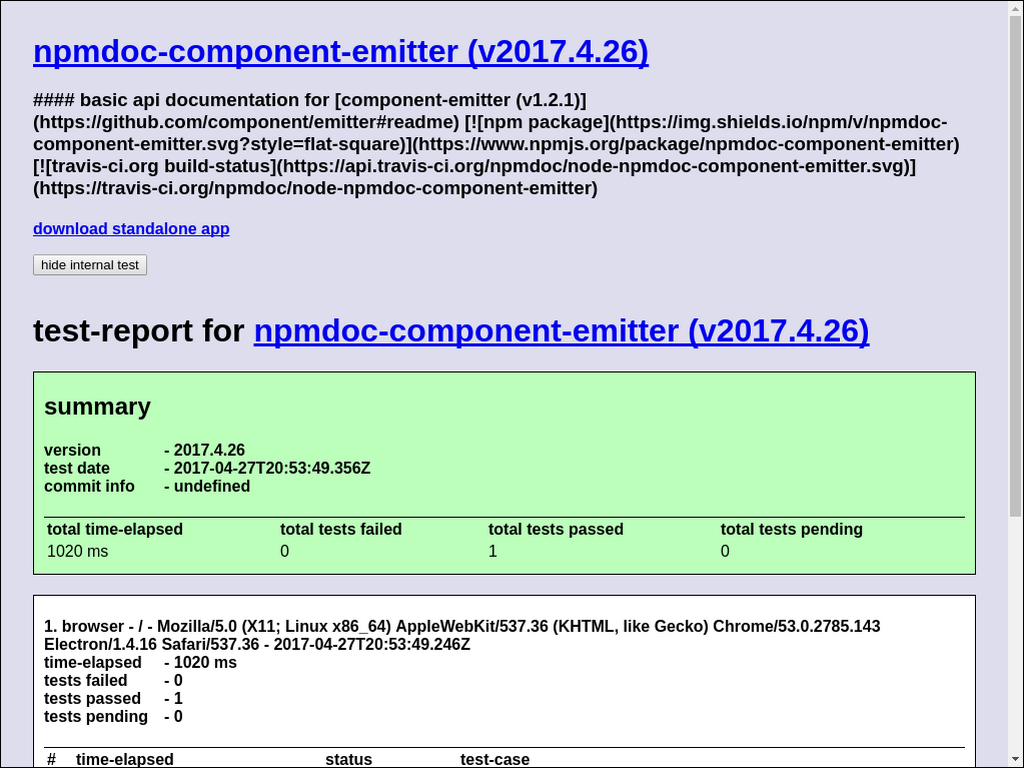 npmdoc-component-emitter (v2017.4.26)
#### basic api documentation for [component-emitter (v1.2.1)]
(https://github.com/component/emitter#readme) [![npm package](https://img.shields.io/npm/v/npmdoc-
component-emitter.svg?style=flat-square)](https://www.npmjs.org/package/npmdoc-component-emitter)
[![travis-ci.org build-status](https://api.travis-ci.org/npmdoc/node-npmdoc-component-emitter.svg)]
(https://travis-ci.org/npmdoc/node-npmdoc-component-emitter)
download standalone app
hide internal test
test-report for npmdoc-component-emitter (v2017.4.26)
summary
version - 2017.4.26
test date - 2017-04-27T20:53:49.356Z
commit info - undefined
total time-elapsed total tests failed total tests passed total tests pending
1020 ms 0 1 0
1. browser - / - Mozilla/5.0 (X11; Linux x86_64) AppleWebKit/537.36 (KHTML, like Gecko) Chrome/53.0.2785.143
Electron/1.4.16 Safari/537.36 - 2017-04-27T20:53:49.246Z
time-elapsed - 1020 ms
tests failed - 0
tests passed - 1
tests pending - 0
# time-elapsed status test-case